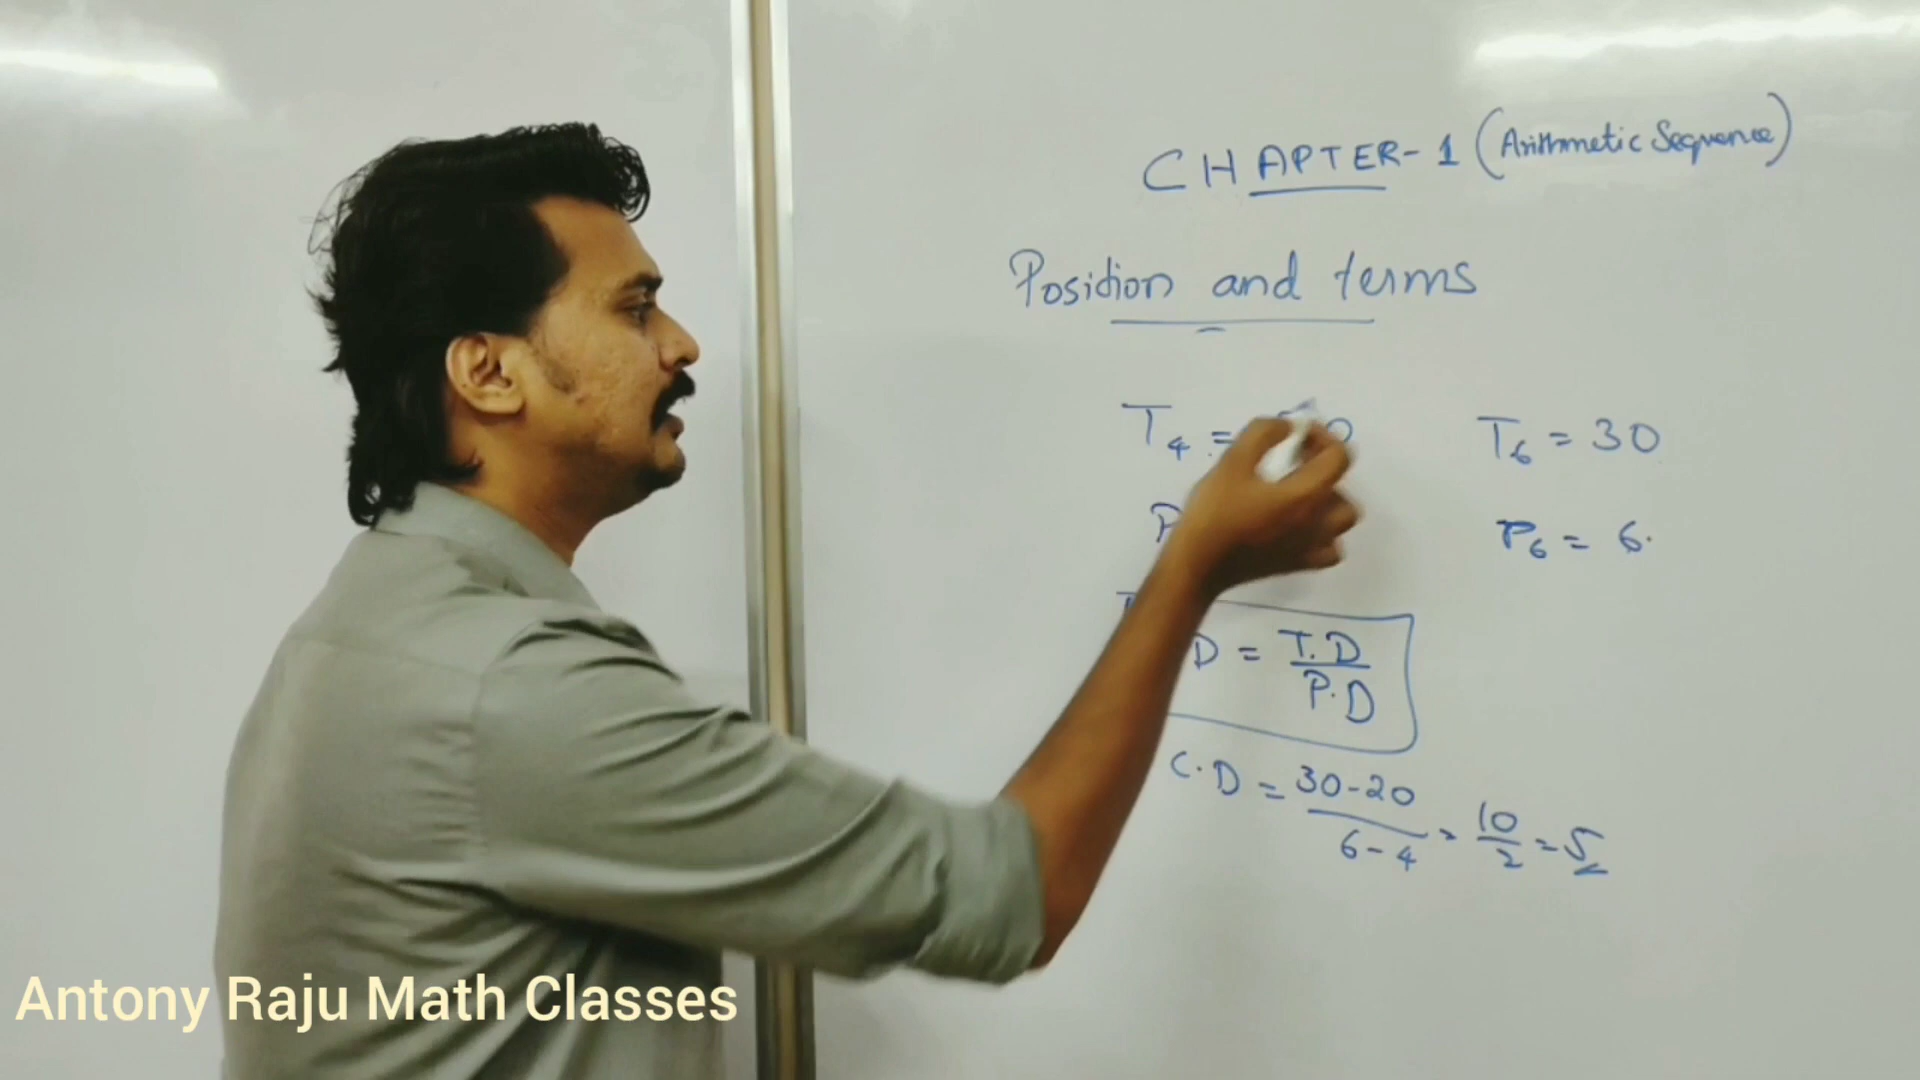 CHAPTER-1 (Arithmetic Sequence)
Position and terms
T₄ = 0 T₆ = 30
P P₆ = 6.
D = T.D / P.D
C.D = 30-20 / 6-4 = 10/2 = 5
Antony Raju Math Classes